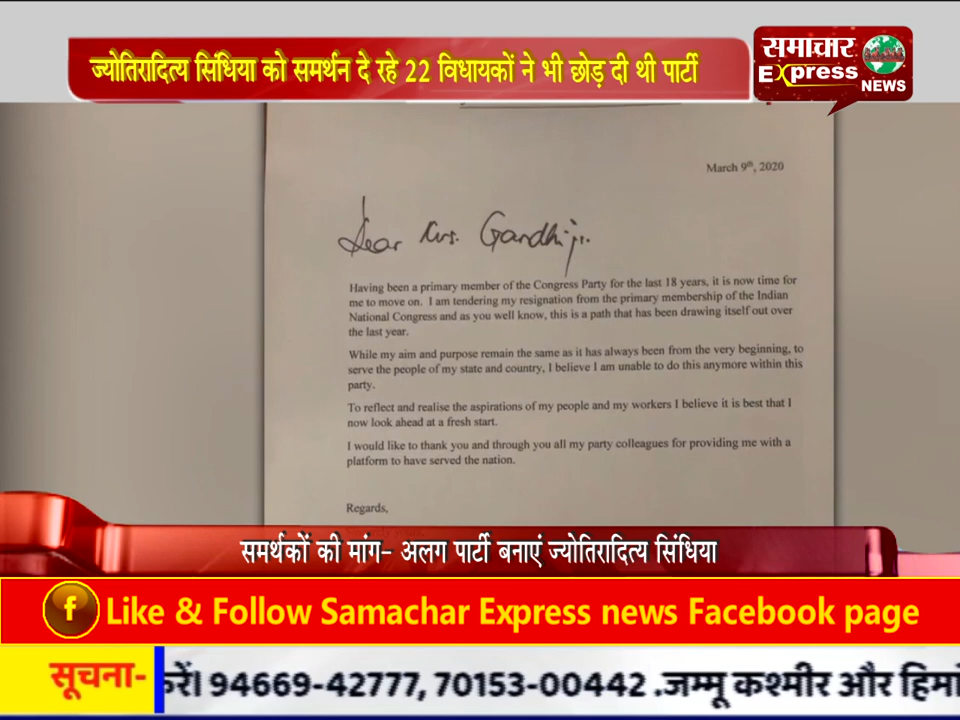 ज्योतिरादित्य सिंधिया को समर्थन दे रहे 22 विधायकों ने भी छोड़ दी थी पार्टी
समाचार
Express
NEWS
March 9th, 2020
Dear Mrs. Gandhiji.
Having been a primary member of the Congress Party for the last 18 years, it is now time for
me to move on. I am tendering my resignation from the primary membership of the Indian
National Congress and as you well know, this is a path that has been drawing itself out over
the last year.
While my aim and purpose remain the same as it has always been from the very beginning, to
serve the people of my state and country, I believe I am unable to do this anymore within this
party.
To reflect and realise the aspirations of my people and my workers I believe it is best that I
now look ahead at a fresh start.
I would like to thank you and through you all my party colleagues for providing me with a
platform to have served the nation.
Regards,
समर्थकों की मांग- अलग पार्टी बनाएं ज्योतिरादित्य सिंधिया
f Like & Follow Samachar Express news Facebook page
सूचना- करें। 94669-42777, 70153-00442 .जम्मू कश्मीर और